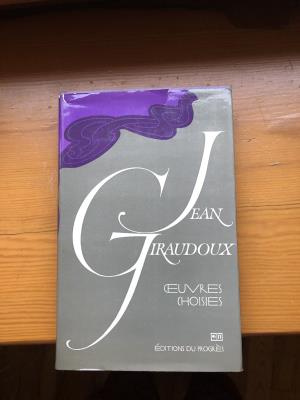 JEAN
GIRAUDOUX
ŒUVRES
CHOISIES
ÉDITIONS DU PROGRÈS